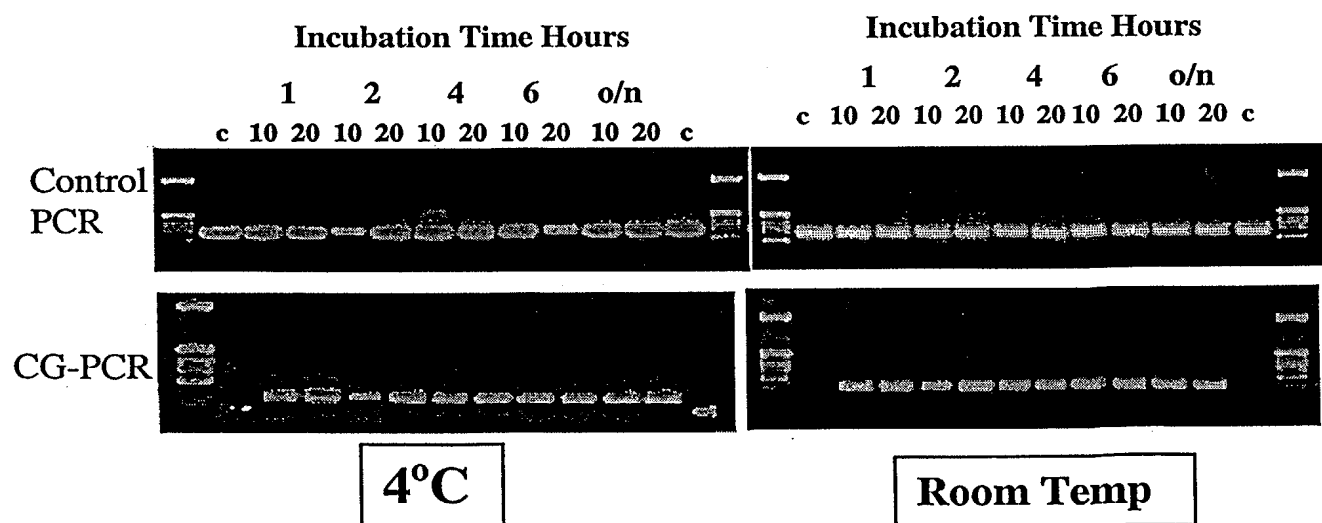 Incubation Time Hours
1 2 4 6 o/n
c 10 20 10 20 10 20 10 20 10 20 c
Incubation Time Hours
1 2 4 6 o/n
c 10 20 10 20 10 20 10 20 10 20 c
Control
PCR
CG-PCR
4°C
Room Temp